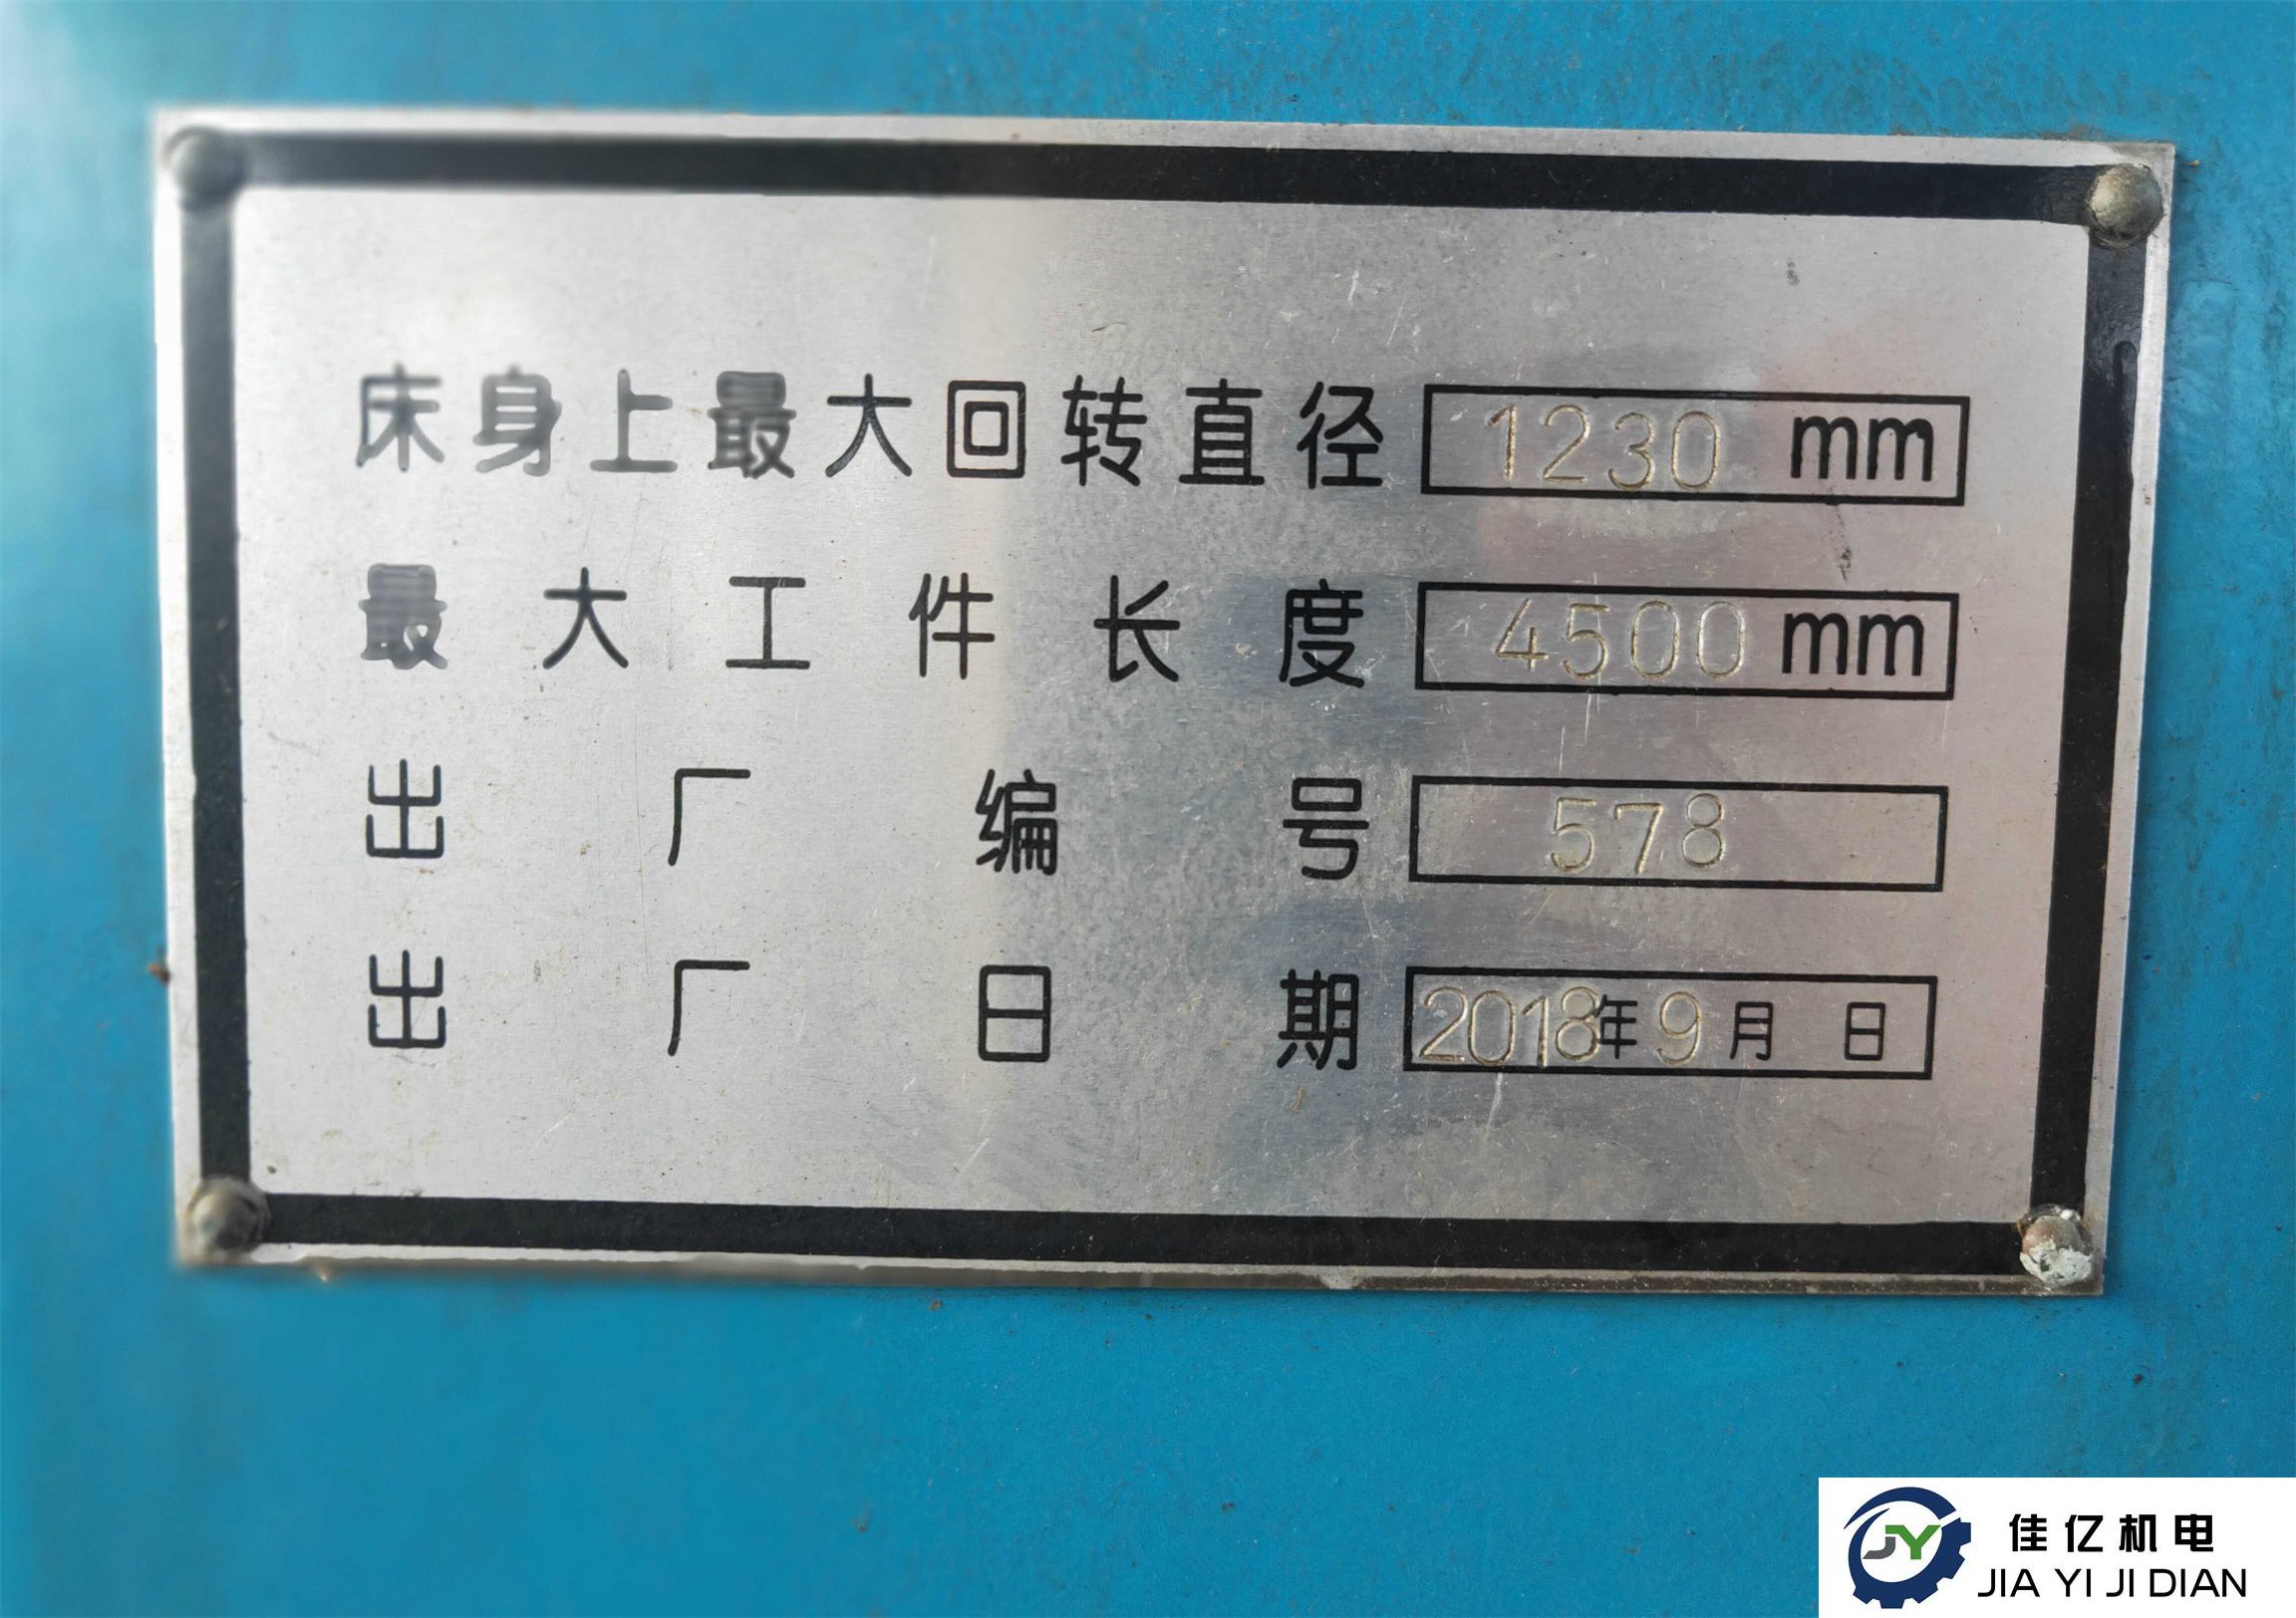 床身上最大回转直径 1230 mm
最大工件长度 4500 mm
出厂编号 578
出厂日期 2018年9月 日
JY
佳亿机电
JIA YI JI DIAN